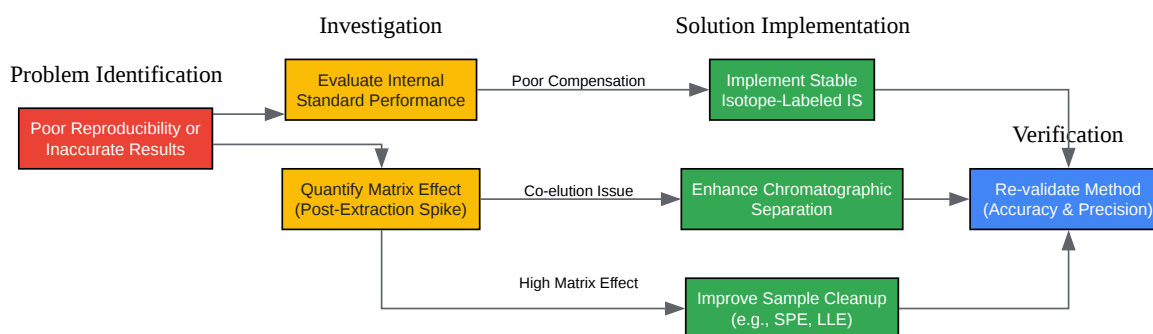 Problem Identification
Investigation
Solution Implementation
Verification
Poor Reproducibility or
Inaccurate Results
Evaluate Internal
Standard Performance
Poor Compensation
Implement Stable
Isotope-Labeled IS
Quantify Matrix Effect
(Post-Extraction Spike)
Co-elution Issue
Enhance Chromatographic
Separation
High Matrix Effect
Improve Sample Cleanup
(e.g., SPE, LLE)
Re-validate Method
(Accuracy & Precision)